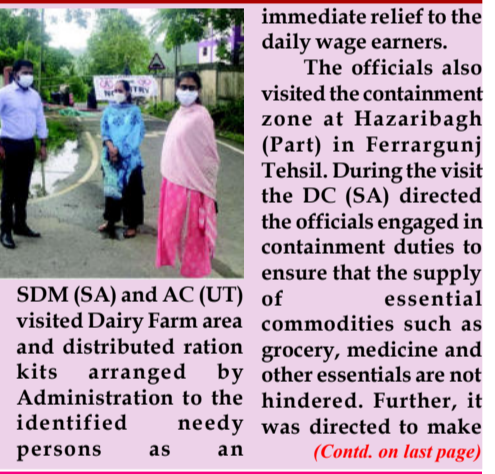 SDM (SA) and AC (UT)
visited Dairy Farm area
and distributed ration
kits arranged by
Administration to the
identified needy
persons as an
immediate relief to the
daily wage earners.
The officials also
visited the containment
zone at Hazaribagh
(Part) in Ferrargunj
Tehsil. During the visit
the DC (SA) directed
the officials engaged in
containment duties to
ensure that the supply
of essential
commodities such as
grocery, medicine and
other essentials are not
hindered. Further, it
was directed to make
(Contd. on last page)